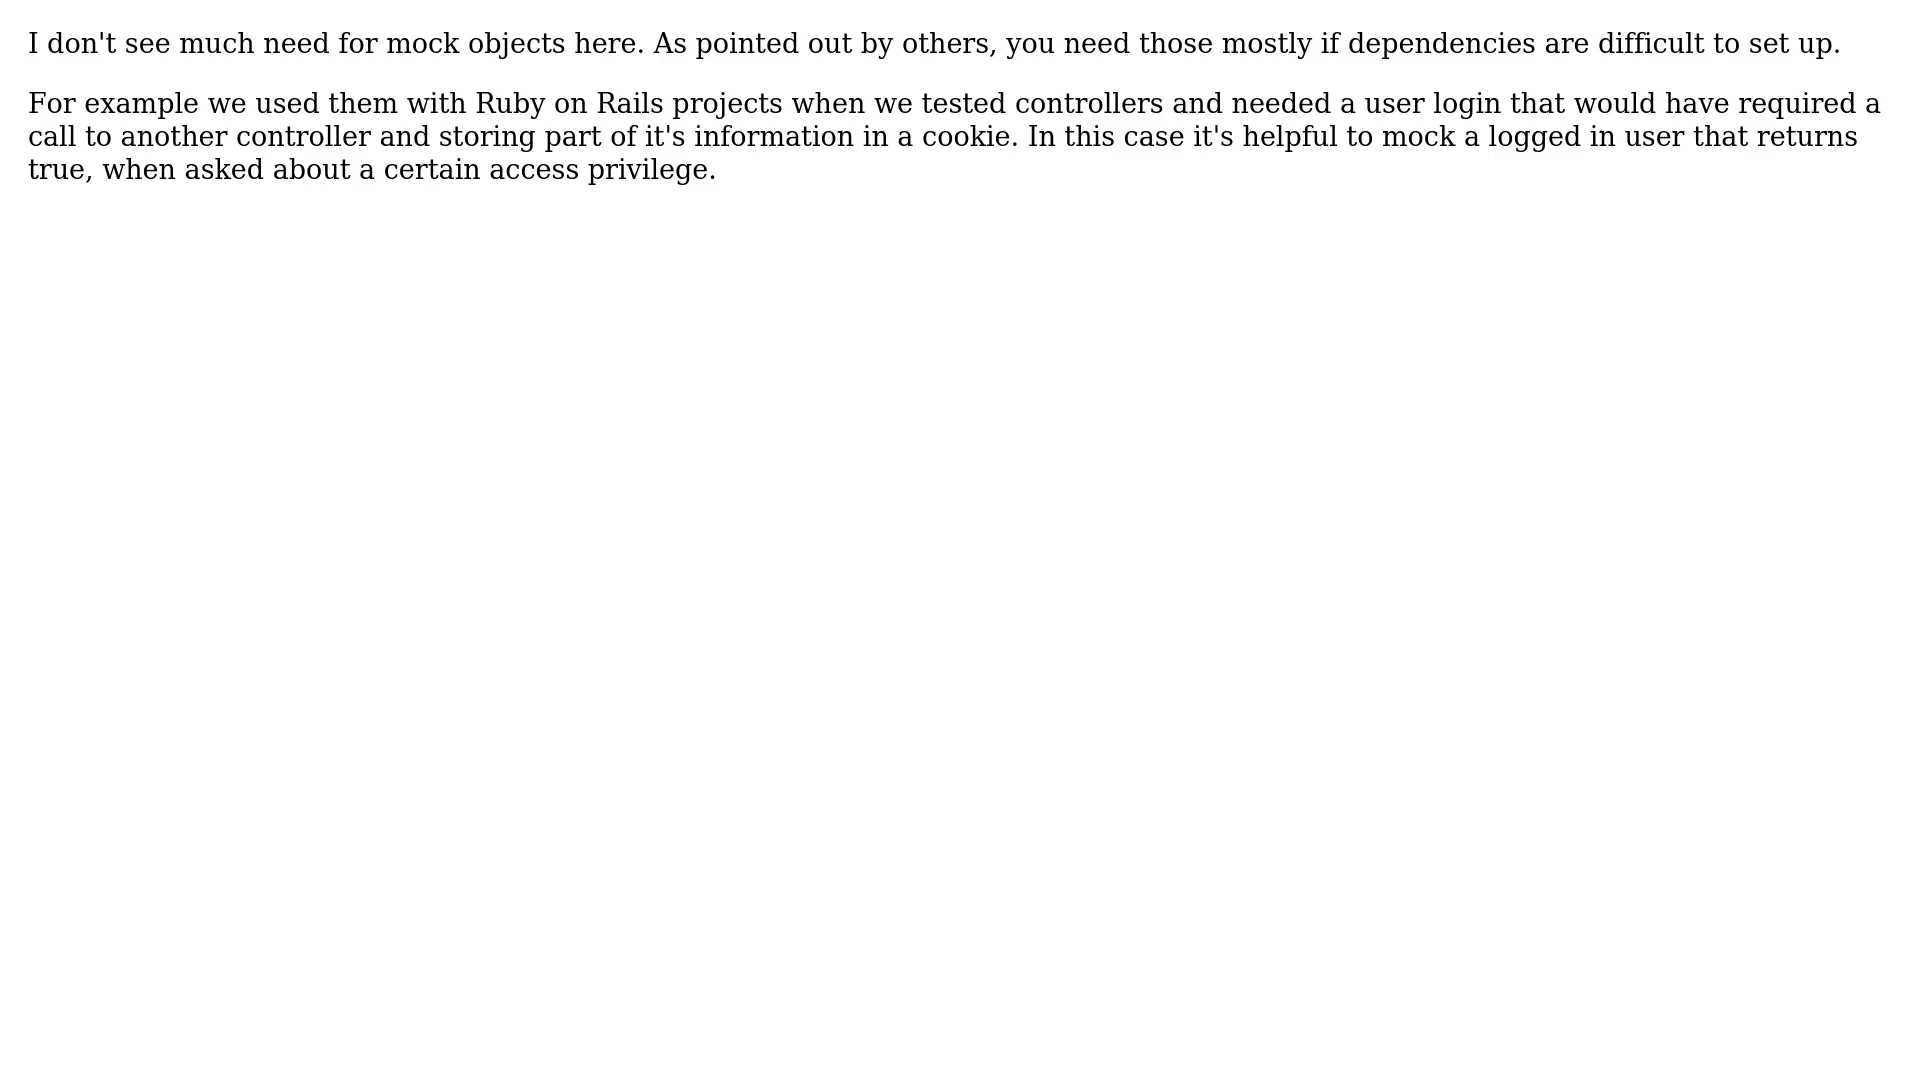 I don't see much need for mock objects here. As pointed out by others, you need those mostly if dependencies are difficult to set up.
For example we used them with Ruby on Rails projects when we tested controllers and needed a user login that would have required a
call to another controller and storing part of it's information in a cookie. In this case it's helpful to mock a logged in user that returns
true, when asked about a certain access privilege.